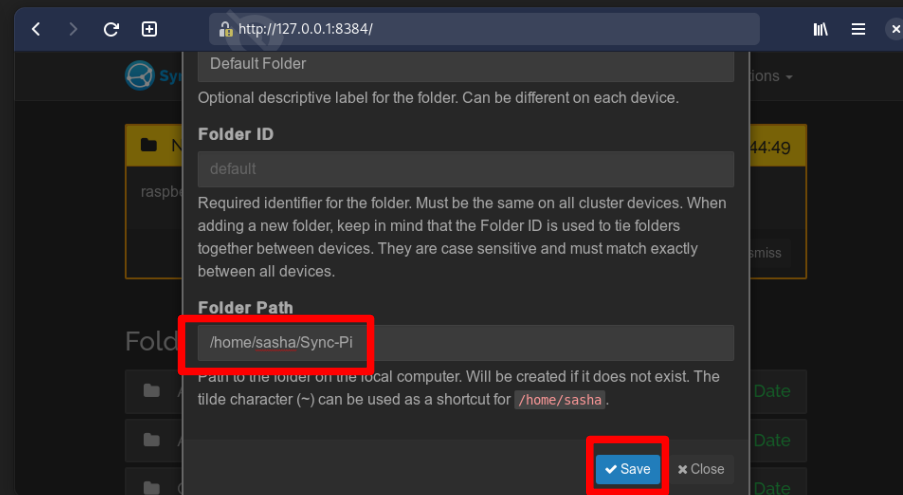 http://127.0.0.1:8384/
Default Folder
Optional descriptive label for the folder. Can be different on each device.
44:49
Folder ID
default
Required identifier for the folder. Must be the same on all cluster devices. When
adding a new folder, keep in mind that the Folder ID is used to tie folders
together between devices. They are case sensitive and must match exactly
between all devices.
Folder Path
/home/sasha/Sync-Pi
Path to the folder on the local computer. Will be created if it does not exist. The
tilde character (~) can be used as a shortcut for /home/sasha.
Date
Date
Save
Close
Date